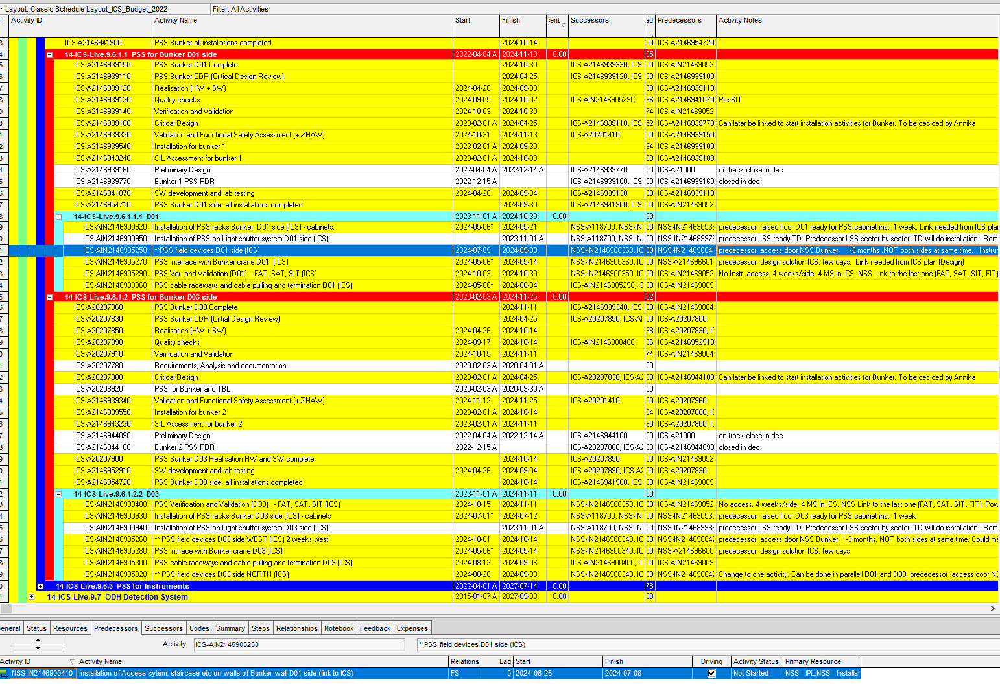 Layout: Classic Schedule Layout_ICS_Budget_2022 Filter: All Activities
Activity ID Activity Name Start Finish cent Successors ed Predecessors Activity Notes
ICS-A2146941900 PSS Bunker all installations completed 2024-10-14 00 ICS-A2146954720
14-ICS-Live.9.6.1.1 PSS for Bunker D01 side 2022-04-04 A 2024-11-13 0.00 95
ICS-A2146939150 PSS Bunker D01 Complete 2024-10-30 ICS-A2146939330, ICS 00 ICS-AIN21469052
ICS-A2146939110 PSS Bunker CDR (Critical Design Review) 2024-04-25 ICS-A2146939120, ICS 00 ICS-A2146939100
ICS-A2146939120 Realisation (HW + SW) 2024-04-26 2024-09-30 38 ICS-A2146939110
ICS-A2146939130 Quality checks 2024-09-05 2024-10-02 ICS-AIN2146905290 36 ICS-A2146941070 Pre-SIT
ICS-A2146939140 Verification and Validation 2024-10-03 2024-10-30 74 ICS-AIN21469052
ICS-A2146939100 Critical Design 2023-02-01 A 2024-04-25 ICS-A2146939110, ICS 52 ICS-A2146939770 Can later be linked to start installation activities for Bunker. To be decided by Annika
ICS-A2146939330 Validation and Functional Safety Assessment (+ ZHAW) 2024-10-31 2024-11-13 ICS-A20201410 00 ICS-A2146939150
ICS-A2146939540 Installation for bunker 1 2023-02-01 A 2024-09-30 34 ICS-A2146939100
ICS-A2146943240 SIL Assessment for bunker 1 2023-02-01 A 2024-10-30 50 ICS-A2146939100
ICS-A2146939160 Preliminary Design 2022-04-04 A 2022-12-14 A ICS-A2146939770 00 ICS-A21000 on track close in dec
ICS-A2146939770 Bunker 1 PSS PDR 2022-12-15 A ICS-A2146939100, ICS 00 ICS-A2146939160 closed in dec
ICS-A2146941070 SW development and lab testing 2024-04-26 2024-09-04 ICS-A2146939130 00 ICS-A2146939110
ICS-A2146954710 PSS Bunker D01 side all installations completed 2024-09-30 ICS-A2146941900, ICS 00 ICS-AIN21469052
14-ICS-Live.9.6.1.1.1 D01 2023-11-01 A 2024-10-30 0.00 00
ICS-AIN2146900920 Installation of PSS racks Bunker D01 side (ICS) - cabinets. 2024-05-06* 2024-05-21 NSS-A118700, NSS-IN 00 NSS-IN21469053 predecessor: raised floor D01 ready for PSS cabinet inst. 1 week. Link needed from ICS plan
ICS-AIN2146900950 Installation of PSS on Light shutter system D01 side (ICS) 2023-11-01 A NSS-A118700, NSS-IN 00 NSS-IN214689978 predecessor LSS ready TD. Predecessor LSS sector by sector- TD will do installation. Rem
ICS-AIN2146905250 **PSS field devices D01 side (ICS) 2024-07-09 2024-09-30 NSS-IN2146900360, IC 00 NSS-IN21469004 predecessor access door NSS Bunker. 1-3 months .NOT both sides at same time. Instrum
ICS-AIN2146905270 PSS interface with Bunker crane D01 (ICS) 2024-05-06* 2024-05-14 NSS-IN2146900360, IC 00 NSS-A214696601 predecessor design solution ICS. few days. Link needed from ICS plan (Design)
ICS-AIN2146905290 PSS Ver. and Validation (D01) - FAT, SAT, SIT (ICS) 2024-10-03 2024-10-30 NSS-IN2146900350, IC 00 ICS-AIN21469052 No Instr. access. 4 weeks/side. 4 MS in ICS. NSS Link to the last one (FAT, SAT, SIT, FIT)
ICS-AIN2146900960 PSS cable raceways and cable pulling and termination D01 (ICS) 2024-05-06* 2024-06-04 ICS-AIN2146905290, IC 00 ICS-AIN21469009
14-ICS-Live.9.6.1.2 PSS for Bunker D03 side 2020-02-03 A 2024-11-25 0.00 02
ICS-A20207960 PSS Bunker D03 Complete 2024-11-11 ICS-A2146939340, ICS 00 ICS-AIN21469004
ICS-A20207830 PSS Bunker CDR (Critial Design Review) 2024-04-25 ICS-A20207850, ICS-AI 00 ICS-A20207800
ICS-A20207850 Realisation (HW + SW) 2024-04-26 2024-10-14 38 ICS-A20207830, I
ICS-A20207890 Quality checks 2024-09-17 2024-10-14 ICS-AIN2146900400 36 ICS-A2146952910
ICS-A20207910 Verification and Validation 2024-10-15 2024-11-11 74 ICS-AIN21469004
ICS-A20207780 Requirements, Analysis and documentation 2020-02-03 A 2020-04-01 A 00
ICS-A20207800 Critical Design 2023-02-01 A 2024-04-25 ICS-A20207830, ICS-A2 50 ICS-A2146944100 Can later be linked to start installation activities for Bunker. To be decided by Annika
ICS-A20208920 PSS for Bunker and TBL 2020-02-03 A 2020-09-30 A 00
ICS-A2146939340 Validation and Functional Safety Assessment (+ ZHAW) 2024-11-12 2024-11-25 ICS-A20201410 00 ICS-A20207960
ICS-A2146939550 Installation for bunker 2 2023-02-01 A 2024-10-14 34 ICS-A20207800, I
ICS-A2146943230 SIL Assessment for bunker 2 2023-02-01 A 2024-11-11 50 ICS-A20207800, I
ICS-A2146944090 Preliminary Design 2022-04-04 A 2022-12-14 A ICS-A2146944100 00 ICS-A21000 on track close in dec
ICS-A2146944100 Bunker 2 PSS PDR 2022-12-15 A ICS-A20207800, ICS-A2 00 ICS-A2146944090 closed in dec
ICS-A20207900 PSS Bunker D03 Realisation HW and SW complete 2024-10-14 ICS-A20207850 00 ICS-AIN21469052
ICS-A2146952910 SW development and lab testing 2024-04-26 2024-09-04 ICS-A20207890, ICS-A2 00 ICS-A20207830
ICS-A2146954720 PSS Bunker D03 side all installations completed 2024-10-14 ICS-A2146941900, ICS 00 ICS-AIN21469009
14-ICS-Live.9.6.1.2.2 D03 2023-11-01 A 2024-11-11 0.00 00
ICS-AIN2146900400 PSS Verification and Validation (D03) - FAT, SAT, SIT (ICS) 2024-10-15 2024-11-11 NSS-IN2146900350, IC 00 ICS-AIN21469052 No access. 4 weeks/side. 4 MS in ICS. NSS Link to the last one (FAT, SAT, SIT, FIT). Pow
ICS-AIN2146900930 Installation of PSS racks Bunker D03 side (ICS) - cabinets 2024-07-01* 2024-07-12 NSS-A118700, NSS-IN 00 NSS-IN21469053 predecessor: raised floor D03 ready for PSS cabinet inst. 1 week
ICS-AIN2146900940 Installation of PSS on Light shutter system D03 side (ICS) 2023-11-01 A NSS-A118700, NSS-IN 00 NSS-IN214689986 predecessor LSS ready TD. Predecessor LSS sector by sector. TD will do isntallation. Rem
ICS-AIN2146905260 ** PSS field devices D03 side WEST (ICS) 2 weeks west. 2024-10-01 2024-10-14 NSS-IN2146900340, IC 00 NSS-IN21469004 predecessor access door NSS Bunker. 1-3 months. NOT both sides at same time. Could ma
ICS-AIN2146905280 PSS intrface with Bunker crane D03 (ICS) 2024-05-06* 2024-05-14 NSS-IN2146900340, IC 00 NSS-A214696600 predecessor design solution ICS. few days
ICS-AIN2146905300 PSS cable raceways and cable pulling and termination D03 (ICS) 2024-08-12 2024-09-06 ICS-AIN2146900400, IC 00 ICS-AIN21469009
ICS-AIN2146905320 ** PSS field devices D03 side NORTH (ICS) 2024-08-20 2024-09-30 NSS-IN2146900340, IC 00 NSS-IN21469004 Change to one activity. Can be done in parallell D01 and D03. predecessor access door NS
14-ICS-Live.9.6.3 PSS for Instruments 2022-04-01 A 2027-07-14 0.00 78
14-ICS-Live.9.7 ODH Detection System 2015-01-07 A 2027-09-30 0.00 38
eneral Status Resources Predecessors Successors Codes Summary Steps Relationships Notebook Feedback Expenses
Activity ICS-AIN2146905250 **PSS field devices D01 side (ICS)
Activity ID Activity Name Relations Lag Start Finish Driving Activity Status Primary Resource
NSS-IN2146900410 Installation of Access sytem: staircase etc on walls of Bunker wall D01 side (link to ICS) FS 0 2024-06-25 2024-07-08 Not Started NSS - IPL.NSS - Installa